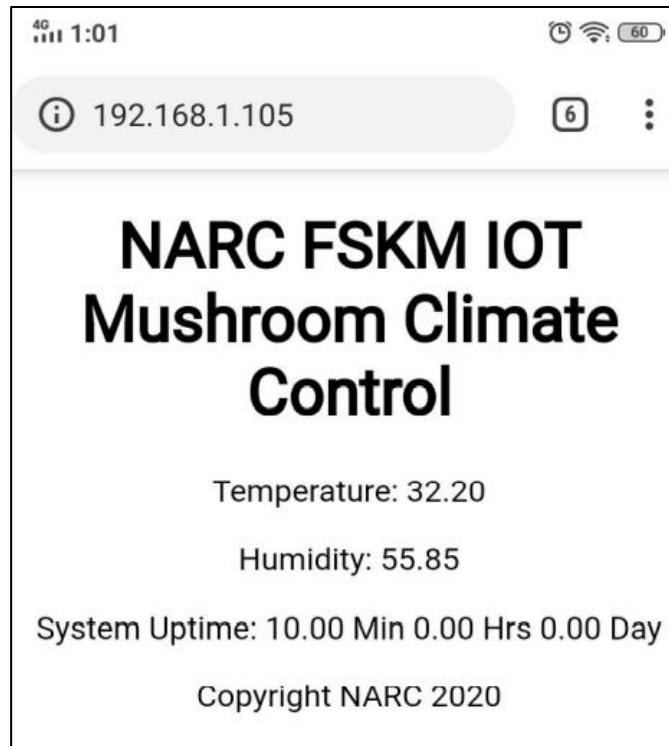 4G 1:01 60
192.168.1.105 6
NARC FSKM IOT
Mushroom Climate
Control
Temperature: 32.20
Humidity: 55.85
System Uptime: 10.00 Min 0.00 Hrs 0.00 Day
Copyright NARC 2020